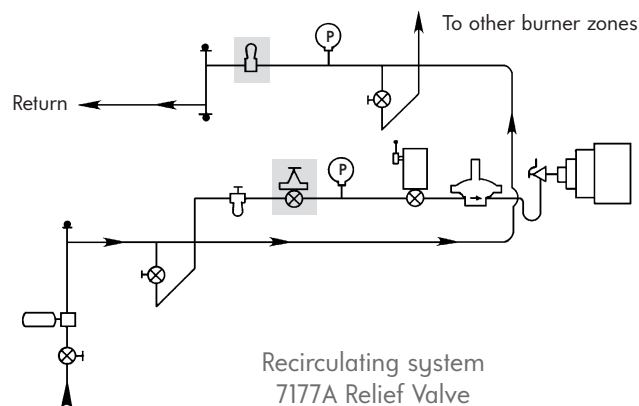 To other burner zones
P
Return
P
Recirculating system
7177A Relief Valve